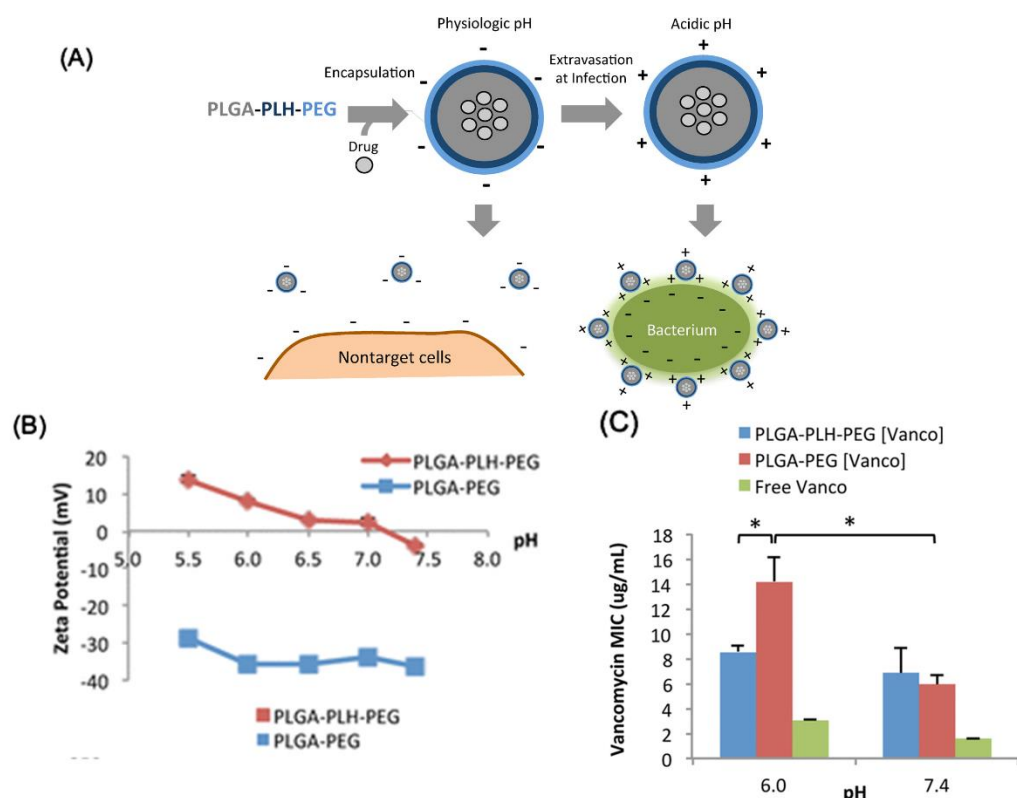 (A)
Physiologic pH
Acidic pH
Encapsulation
Extravasation
at Infection
PLGA-PLH-PEG
Drug
Nontarget cells
Bacterium
(B)
PLGA-PLH-PEG
PLGA-PEG
Zeta Potential (mV)
20
10
0
-10
-20
-30
-40
5.0 5.5 6.0 6.5 7.0 7.5 8.0
pH
PLGA-PLH-PEG
PLGA-PEG
(C)
PLGA-PLH-PEG [Vanco]
PLGA-PEG [Vanco]
Free Vanco
* *
Vancomycin MIC (ug/mL)
18
16
14
12
10
8
6
4
2
0
6.0 pH 7.4